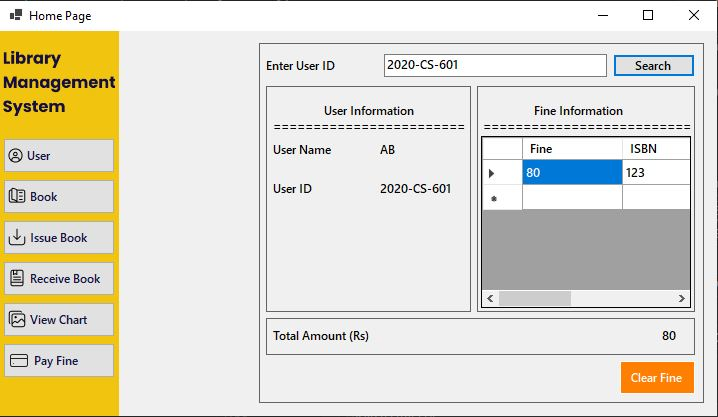 Home Page
Library
Management
System
User
Book
Issue Book
Receive Book
View Chart
Pay Fine
Enter User ID 2020-CS-601 Search
User Information
========================
User Name AB
User ID 2020-CS-601
Fine Information
==========================
Fine ISBN
80 123
Total Amount (Rs) 80
Clear Fine